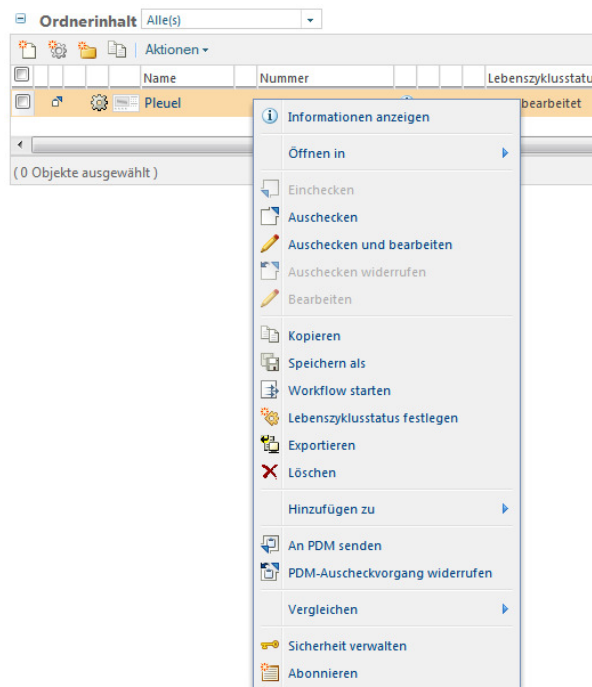 Ordnerinhalt Alle(s)
Aktionen
Name Nummer Lebenszyklusstatu
Pleuel bearbeitet
( 0 Objekte ausgewählt )
Informationen anzeigen
Öffnen in
Einchecken
Auschecken
Auschecken und bearbeiten
Auschecken widerrufen
Bearbeiten
Kopieren
Speichern als
Workflow starten
Lebenszyklusstatus festlegen
Exportieren
Löschen
Hinzufügen zu
An PDM senden
PDM-Auscheckvorgang widerrufen
Vergleichen
Sicherheit verwalten
Abonnieren